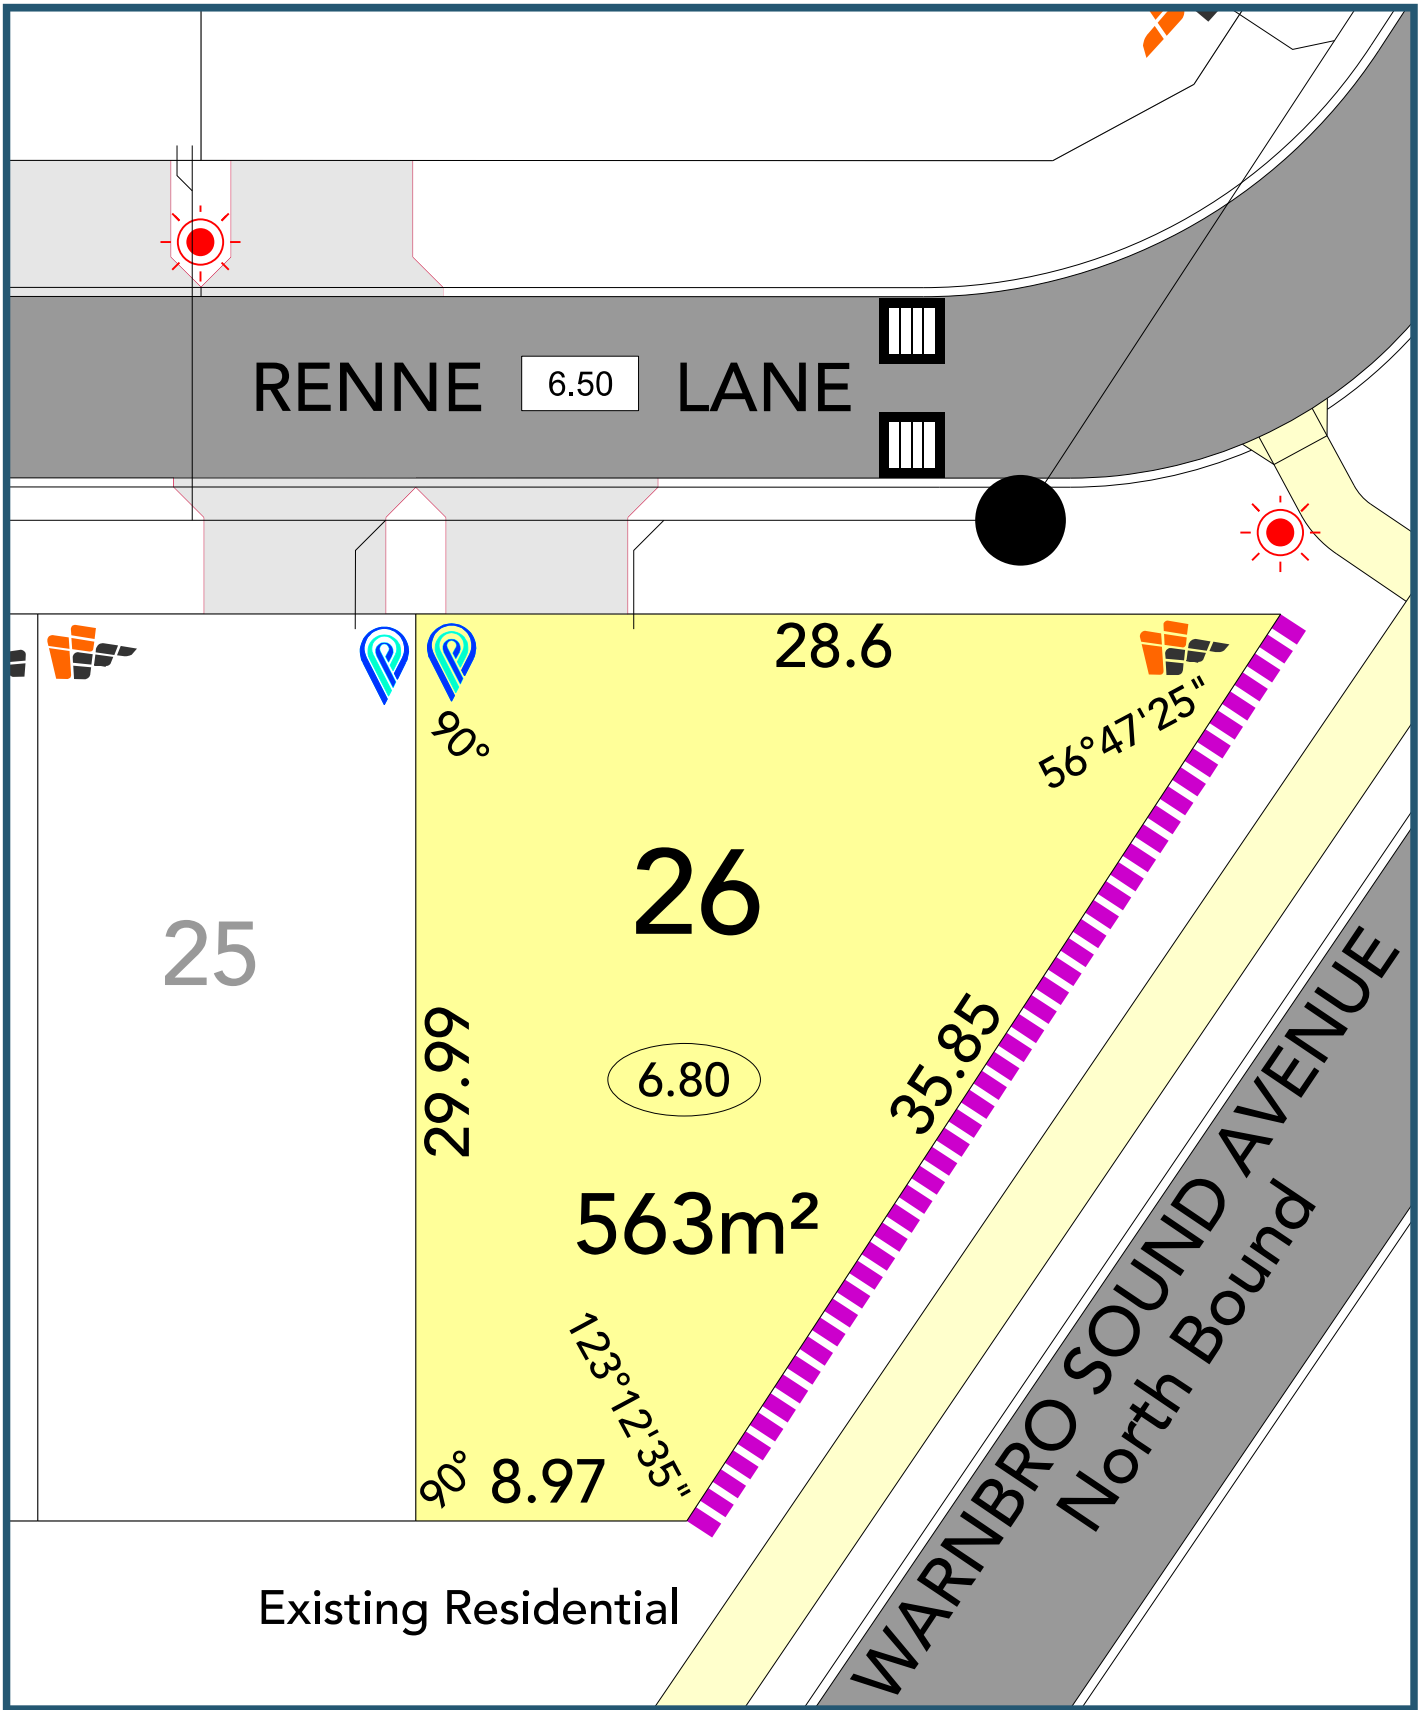 RENNE 6.50 LANE
28.6
90°
56°47'25"
26
25
29.99
6.80
35.85
563m²
123°12'35"
90°
8.97
WARNBRO SOUND AVENUE
North Bound
Existing Residential